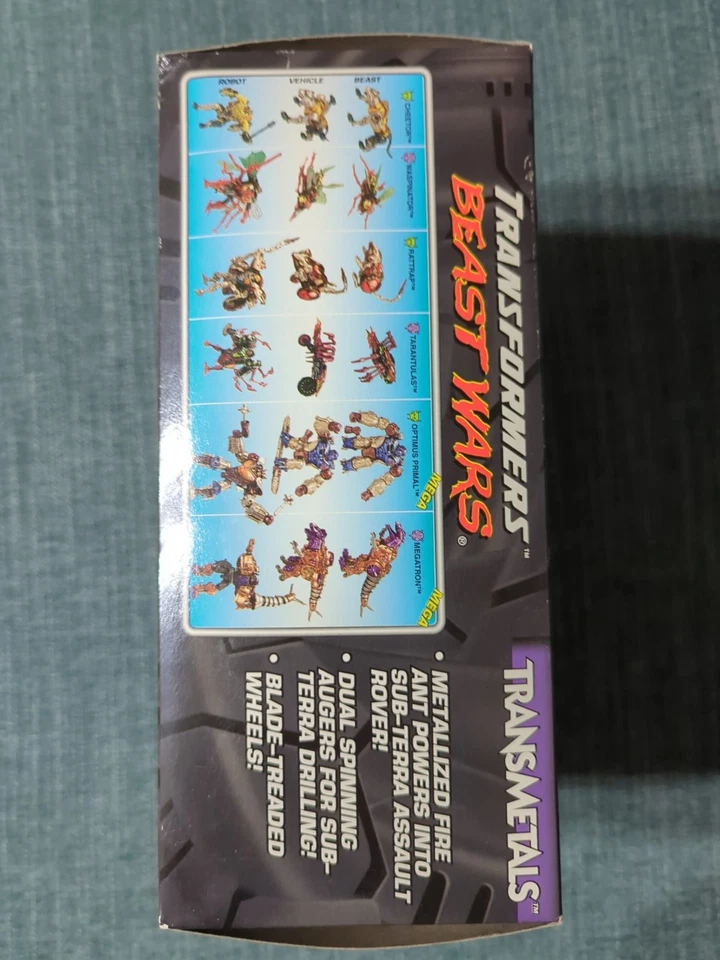 TRANSFORMERS™
BEAST WARS®
TRANSMETALS™
CHEETOR™
WASPINATOR™
RATTRAP™
TARANTULAS™
OPTIMUS PRIMAL™
MEGA
MEGATRON™
MEGA
BEAST
VEHICLE
ROBOT
• METALLIZED FIRE
ANT POWERS INTO
SUB-TERRA ASSAULT
ROVER!
• DUAL SPINNING
AUGERS FOR SUB-
TERRA DRILLING!
• BLADE-TREADED
WHEELS!